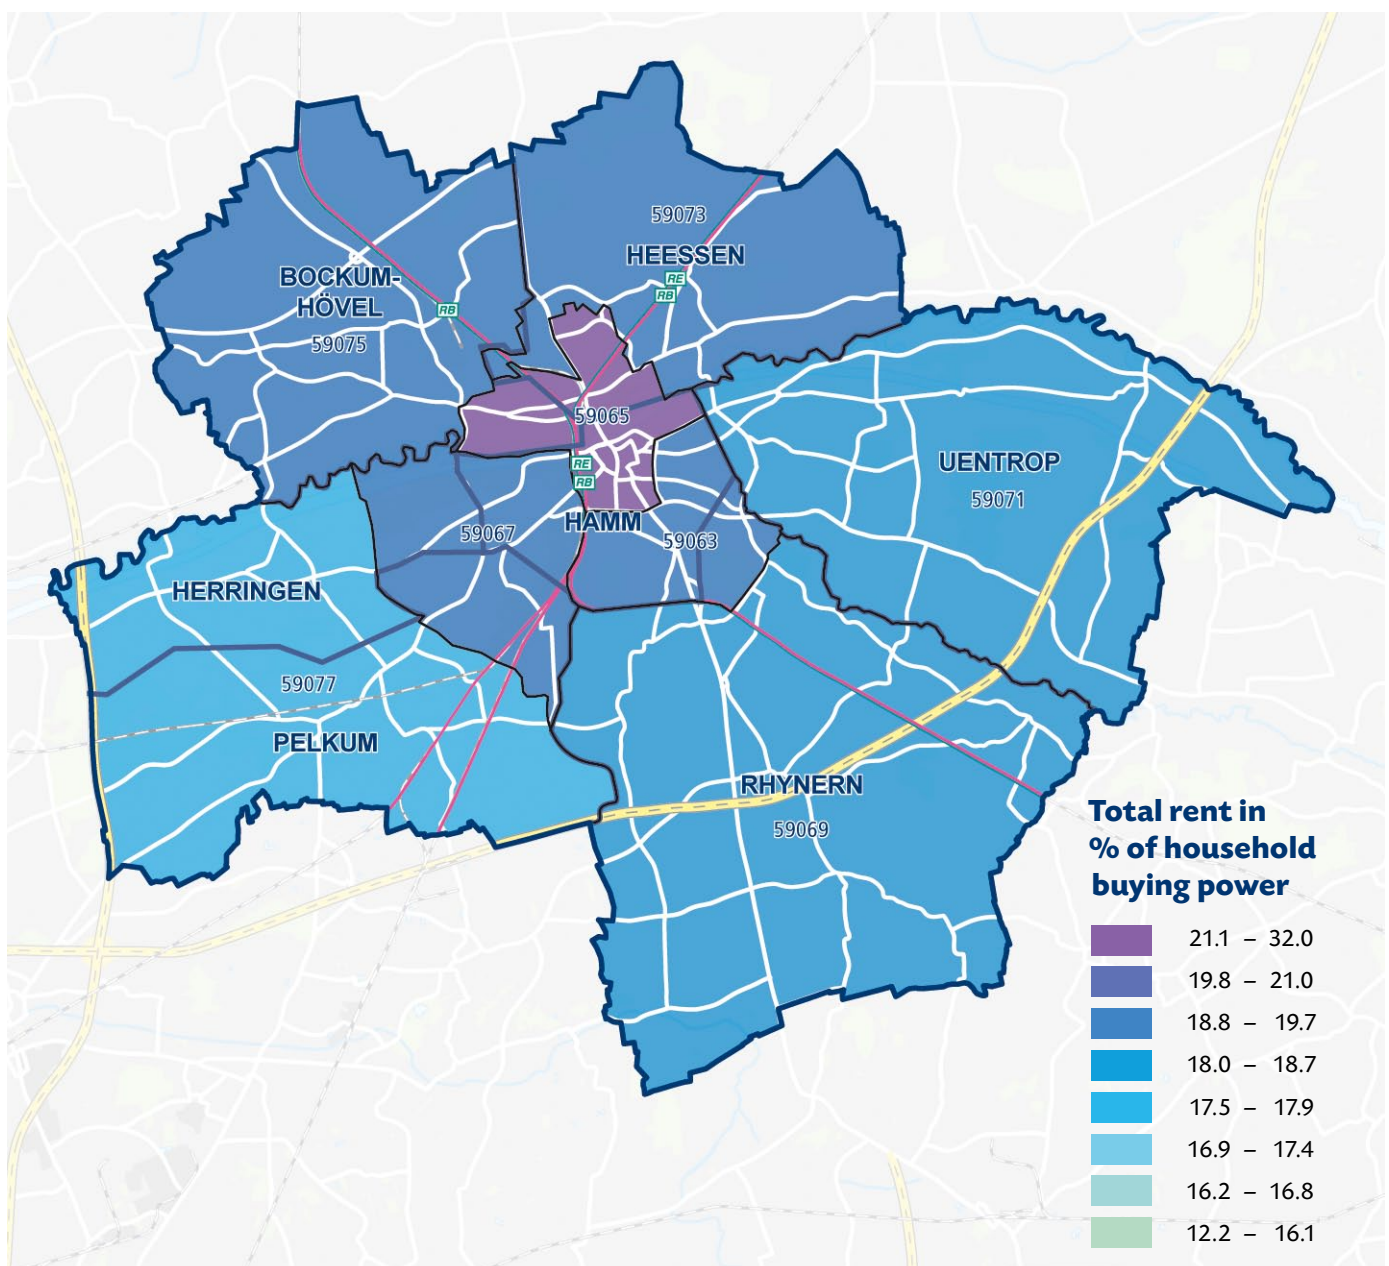 59073
HEESSEN
RE
RB
BOCKUM-
HÖVEL
RB
59075
59065
UENTROP
59071
RE
RB
HAMM
59067
59063
HERRINGEN
59077
PELKUM
RHYNERN
59069
Total rent in
% of household
buying power
21.1 – 32.0
19.8 – 21.0
18.8 – 19.7
18.0 – 18.7
17.5 – 17.9
16.9 – 17.4
16.2 – 16.8
12.2 – 16.1